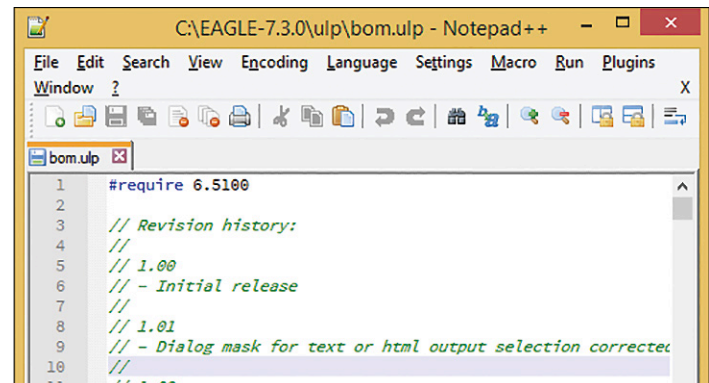 C:\EAGLE-7.3.0\ulp\bom.ulp - Notepad++
File Edit Search View Encoding Language Settings Macro Run Plugins
Window ? X
bom.ulp
1 #require 6.5100
2
3 // Revision history:
4 //
5 // 1.00
6 // - Initial release
7 //
8 // 1.01
9 // - Dialog mask for text or html output selection corrected
10 //